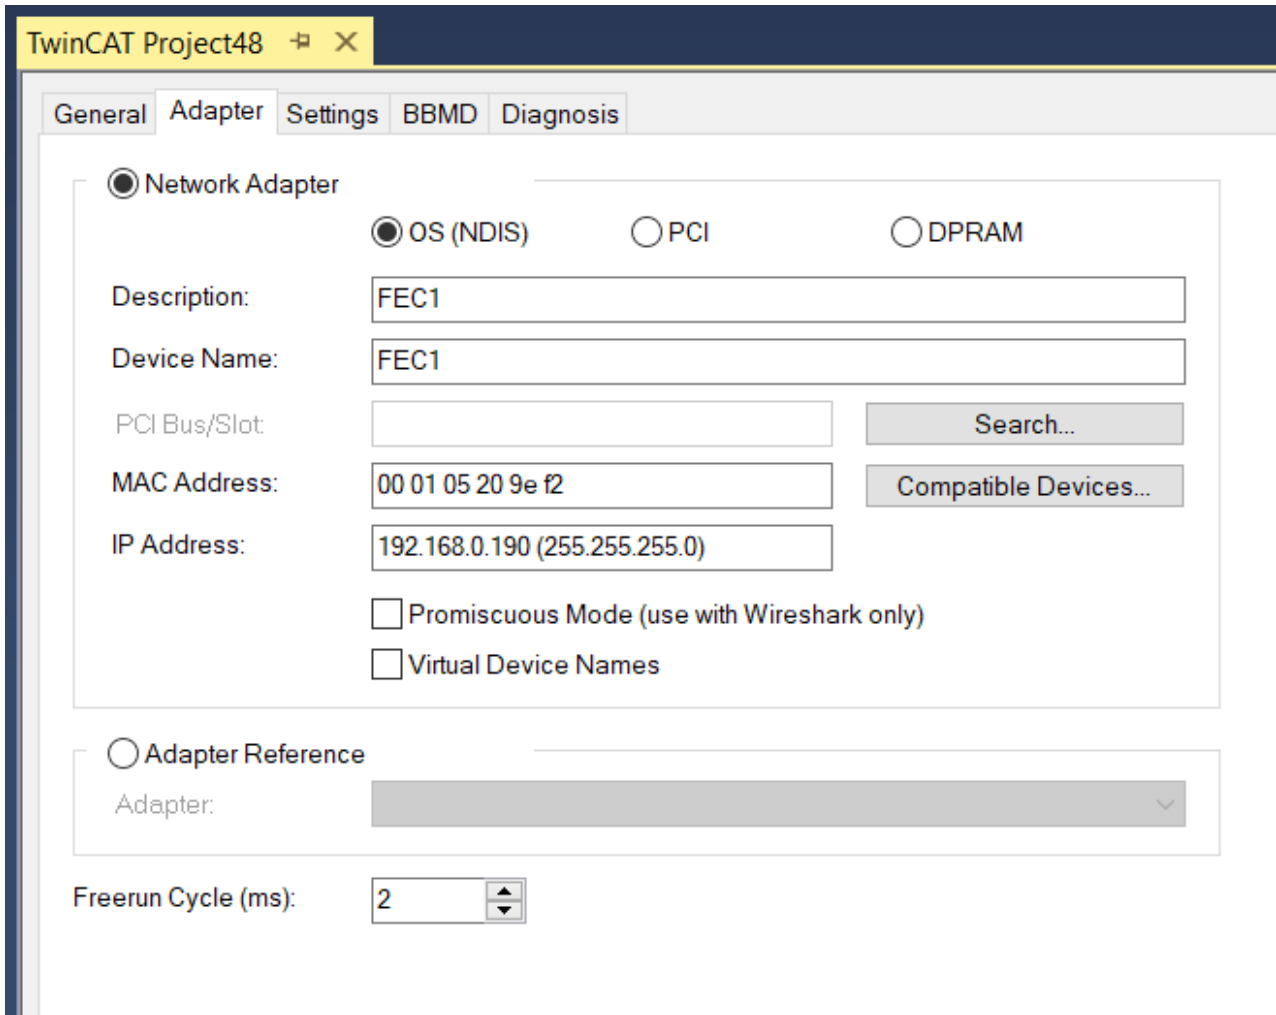 TwinCAT Project48
General Adapter Settings BBMD Diagnosis
Network Adapter
OS (NDIS) PCI DPRAM
Description: FEC1
Device Name: FEC1
PCI Bus/Slot: Search...
MAC Address: 00 01 05 20 9e f2 Compatible Devices...
IP Address: 192.168.0.190 (255.255.255.0)
Promiscuous Mode (use with Wireshark only)
Virtual Device Names
Adapter Reference
Adapter:
Freerun Cycle (ms): 2